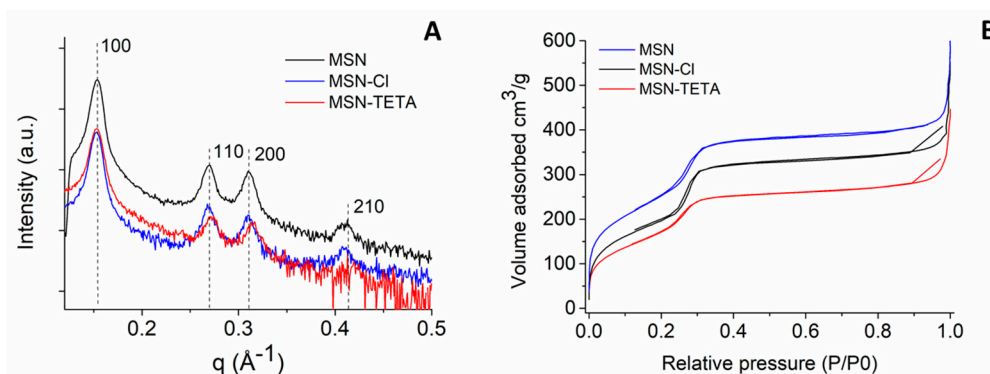 A
100
MSN
MSN-Cl
MSN-TETA
110
200
210
Intensity (a.u.)
0.2
0.3
0.4
0.5
q (Å⁻¹)
B
600
500
400
300
200
100
0
MSN
MSN-Cl
MSN-TETA
Volume adsorbed cm³/g
0.0
0.2
0.4
0.6
0.8
1.0
Relative pressure (P/P0)